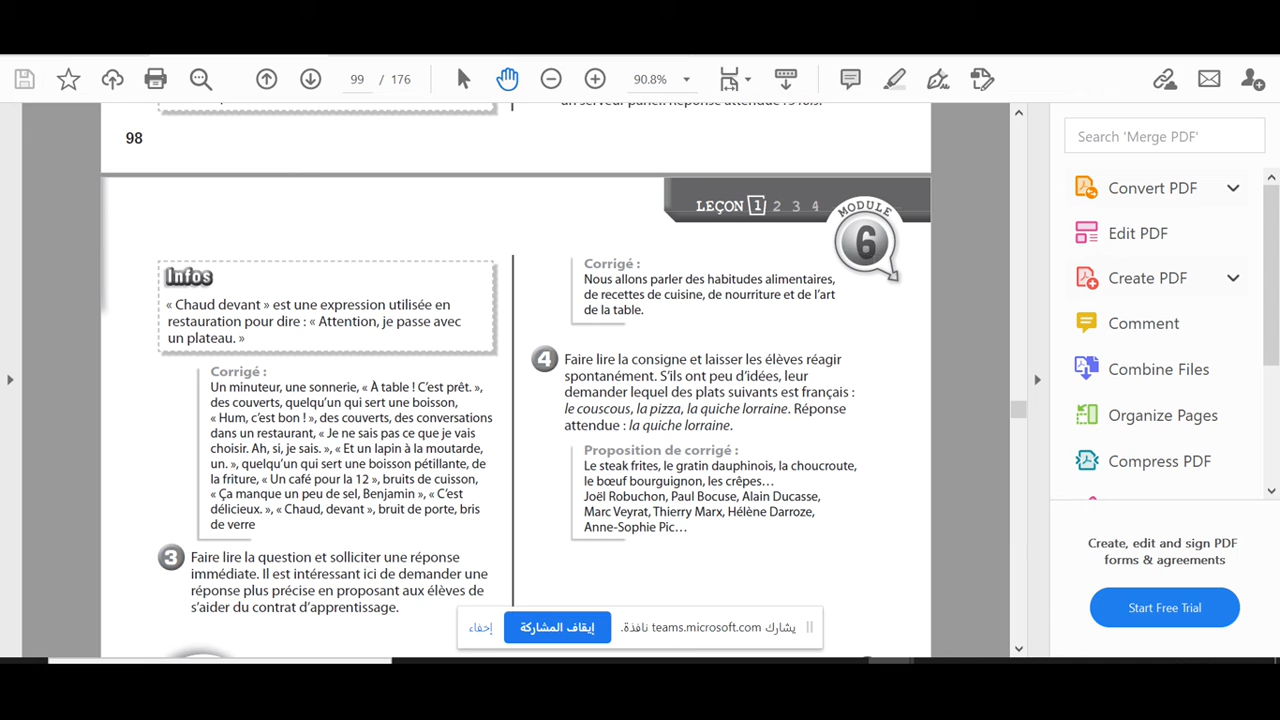 99 / 176
90.8%
un serveur parler. Réponse attendue : 3 fois.
98
LEÇON 1 2 3 4
MODULE
6
Infos
« Chaud devant » est une expression utilisée en
restauration pour dire : « Attention, je passe avec
un plateau. »
Corrigé :
Un minuteur, une sonnerie, « À table ! C'est prêt. »,
des couverts, quelqu'un qui sert une boisson,
« Hum, c'est bon ! », des couverts, des conversations
dans un restaurant, « Je ne sais pas ce que je vais
choisir. Ah, si, je sais. », « Et un lapin à la moutarde,
un. », quelqu'un qui sert une boisson pétillante, de
la friture, « Un café pour la 12 », bruits de cuisson,
« Ça manque un peu de sel, Benjamin », « C'est
délicieux. », « Chaud, devant », bruit de porte, bris
de verre
3
Faire lire la question et solliciter une réponse
immédiate. Il est intéressant ici de demander une
réponse plus précise en proposant aux élèves de
s'aider du contrat d'apprentissage.
Corrigé :
Nous allons parler des habitudes alimentaires,
de recettes de cuisine, de nourriture et de l'art
de la table.
4
Faire lire la consigne et laisser les élèves réagir
spontanément. S'ils ont peu d'idées, leur
demander lequel des plats suivants est français :
le couscous, la pizza, la quiche lorraine. Réponse
attendue : la quiche lorraine.
Proposition de corrigé :
Le steak frites, le gratin dauphinois, la choucroute,
le bœuf bourguignon, les crêpes…
Joël Robuchon, Paul Bocuse, Alain Ducasse,
Marc Veyrat, Thierry Marx, Hélène Darroze,
Anne-Sophie Pic…
يشارك teams.microsoft.com نافذة.
إيقاف المشاركة
إخفاء
Search 'Merge PDF'
Convert PDF
Edit PDF
Create PDF
Comment
Combine Files
Organize Pages
Compress PDF
Create, edit and sign PDF
forms & agreements
Start Free Trial